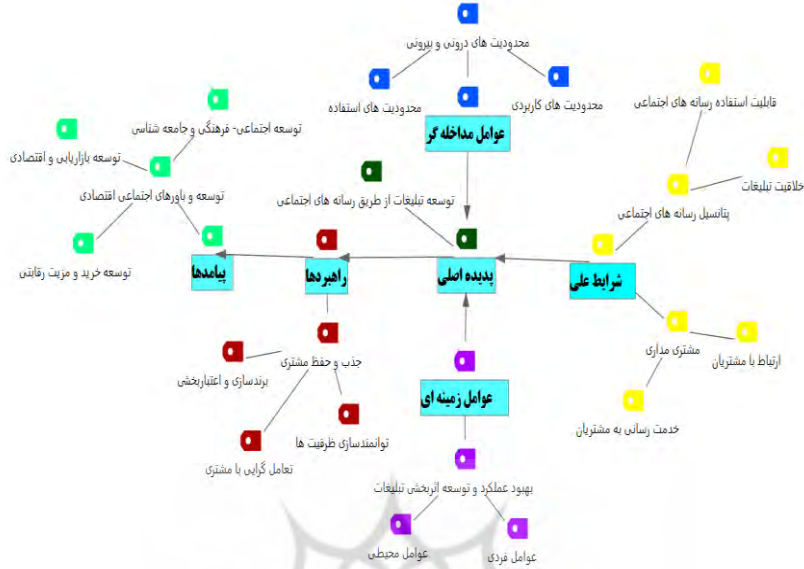 محدودیت های درونی و بیرونی
محدودیت های کاربردی
محدودیت های استفاده
عوامل مداخله گر
قابلیت استفاده رسانه های اجتماعی
خلاقیت تبلیغات
پتانسیل رسانه های اجتماعی
شرایط علی
مشتری مداری
ارتباط با مشتریان
خدمت رسانی به مشتریان
توسعه تبلیغات از طریق رسانه های اجتماعی
پدیده اصلی
عوامل زمینه ای
بهبود عملکرد و توسعه اثربخشی تبلیغات
عوامل فردی
عوامل محیطی
راهبردها
جذب و حفظ مشتری
برندسازی و اعتباربخشی
توانمندسازی ظرفیت ها
تعامل گرایی با مشتری
پیامدها
توسعه اجتماعی- فرهنگی و جامعه شناسی
توسعه بازاریابی و اقتصادی
توسعه و باورهای اجتماعی اقتصادی
توسعه خرید و مزیت رقابتی